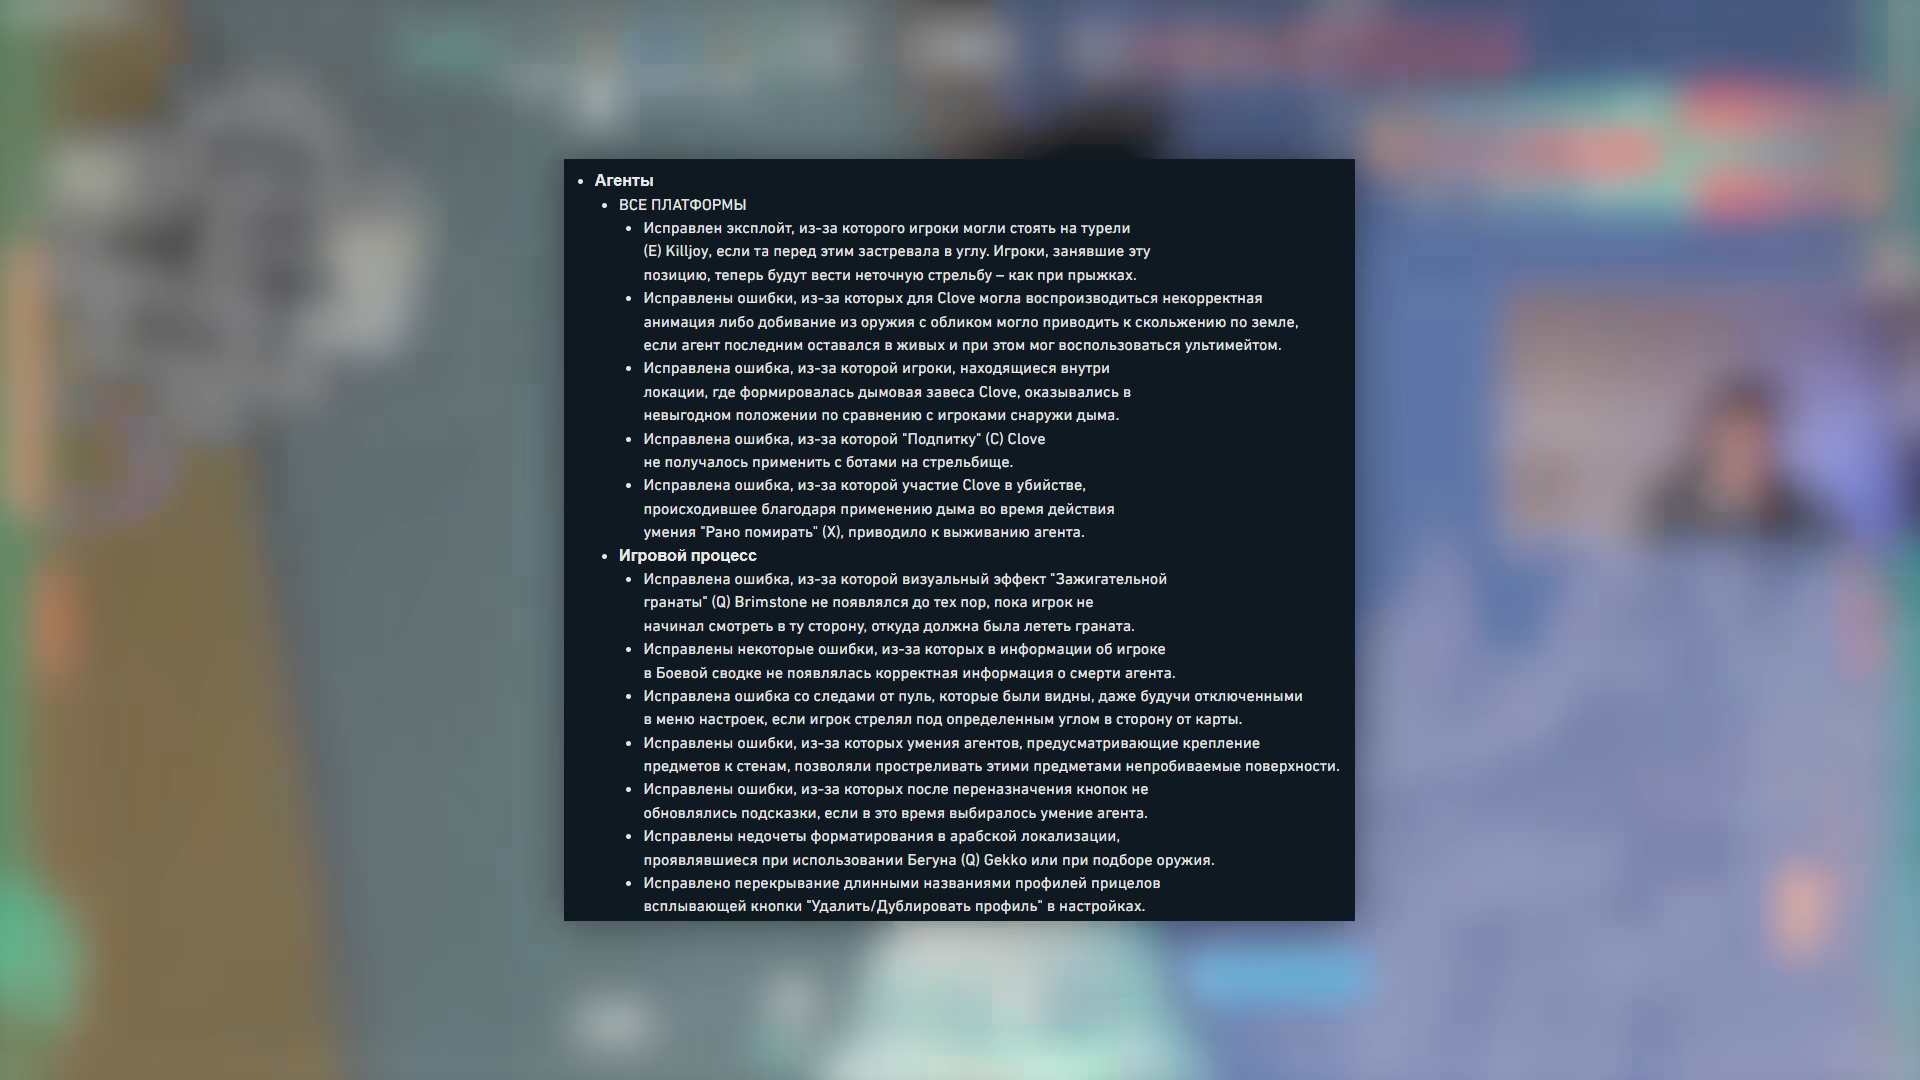 Агенты
ВСЕ ПЛАТФОРМЫ
Исправлен эксплойт, из-за которого игроки могли стоять на турели
(E) Killjoy, если та перед этим застревала в углу. Игроки, занявшие эту
позицию, теперь будут вести неточную стрельбу – как при прыжках.
Исправлены ошибки, из-за которых для Clove могла воспроизводиться некорректная
анимация либо добивание из оружия с обликом могло приводить к скольжению по земле,
если агент последним оставался в живых и при этом мог воспользоваться ультимейтом.
Исправлена ошибка, из-за которой игроки, находящиеся внутри
локации, где формировалась дымовая завеса Clove, оказывались в
невыгодном положении по сравнению с игроками снаружи дыма.
Исправлена ошибка, из-за которой "Подпитку" (C) Clove
не получалось применить с ботами на стрельбище.
Исправлена ошибка, из-за которой участие Clove в убийстве,
происходившее благодаря применению дыма во время действия
умения "Рано помирать" (X), приводило к выживанию агента.
Игровой процесс
Исправлена ошибка, из-за которой визуальный эффект "Зажигательной
гранаты" (Q) Brimstone не появлялся до тех пор, пока игрок не
начинал смотреть в ту сторону, откуда должна была лететь граната.
Исправлены некоторые ошибки, из-за которых в информации об игроке
в Боевой сводке не появлялась корректная информация о смерти агента.
Исправлена ошибка со следами от пуль, которые были видны, даже будучи отключенными
в меню настроек, если игрок стрелял под определенным углом в сторону от карты.
Исправлены ошибки, из-за которых умения агентов, предусматривающие крепление
предметов к стенам, позволяли простреливать этими предметами непробиваемые поверхности.
Исправлены ошибки, из-за которых после переназначения кнопок не
обновлялись подсказки, если в это время выбиралось умение агента.
Исправлены недочеты форматирования в арабской локализации,
проявлявшиеся при использовании Бегуна (Q) Gekko или при подборе оружия.
Исправлено перекрывание длинными названиями профилей прицелов
всплывающей кнопки "Удалить/Дублировать профиль" в настройках.